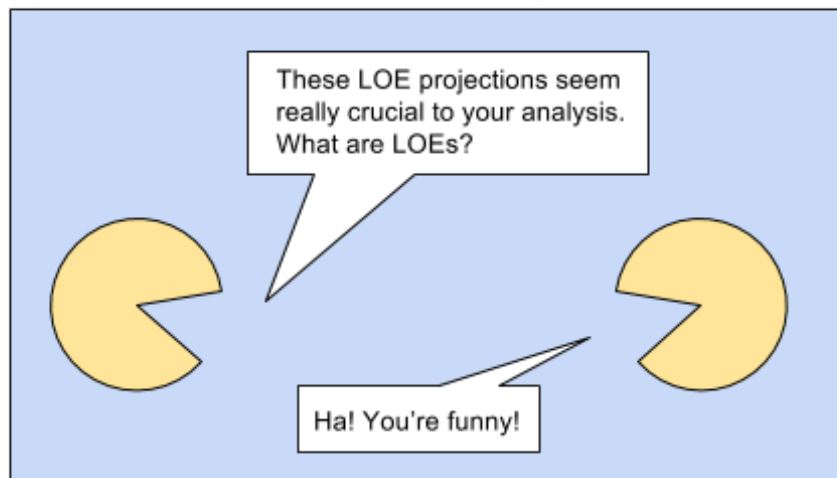 These LOE projections seem
really crucial to your analysis.
What are LOEs?
Ha! You're funny!